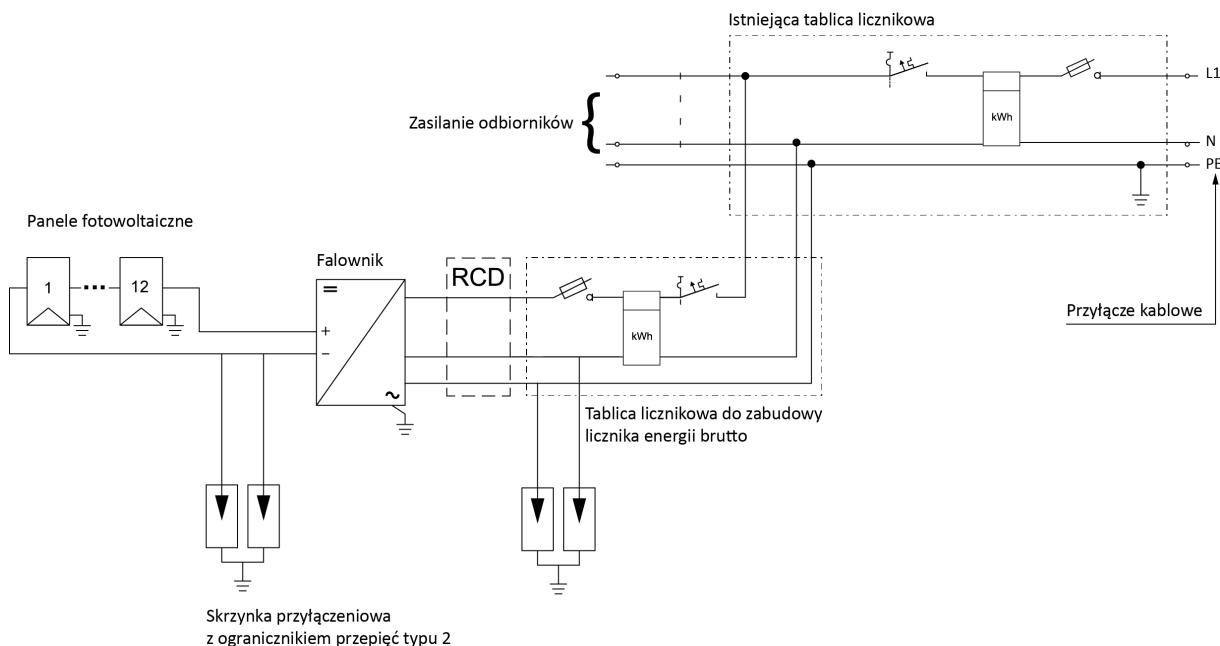 Istniejąca tablica licznikowa
L1
kWh
Zasilanie odbiorników
N
PE
Panele fotowoltaiczne
Falownik
RCD
1
12
=
+
−
~
kWh
Przyłącze kablowe
Tablica licznikowa do zabudowy
licznika energii brutto
Skrzynka przyłączeniowa
z ogranicznikiem przepięć typu 2